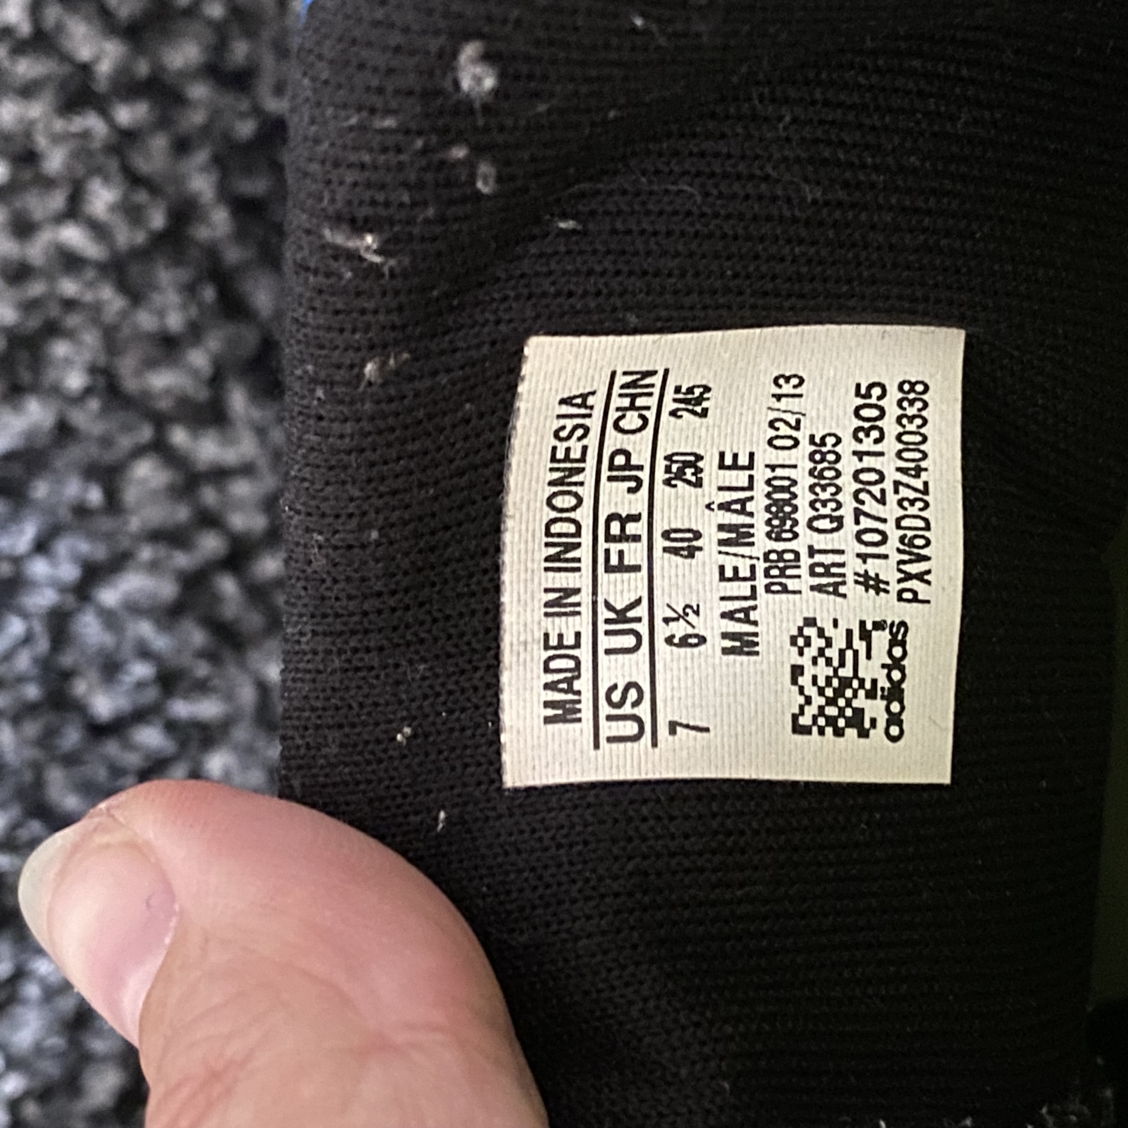 MADE IN INDONESIA
US UK FR JP CHN
7 6½ 40 250 245
MALE/MÂLE
PRB 698001 02/13
ART Q33685
#107201305
PXV6D3Z400338
adidas